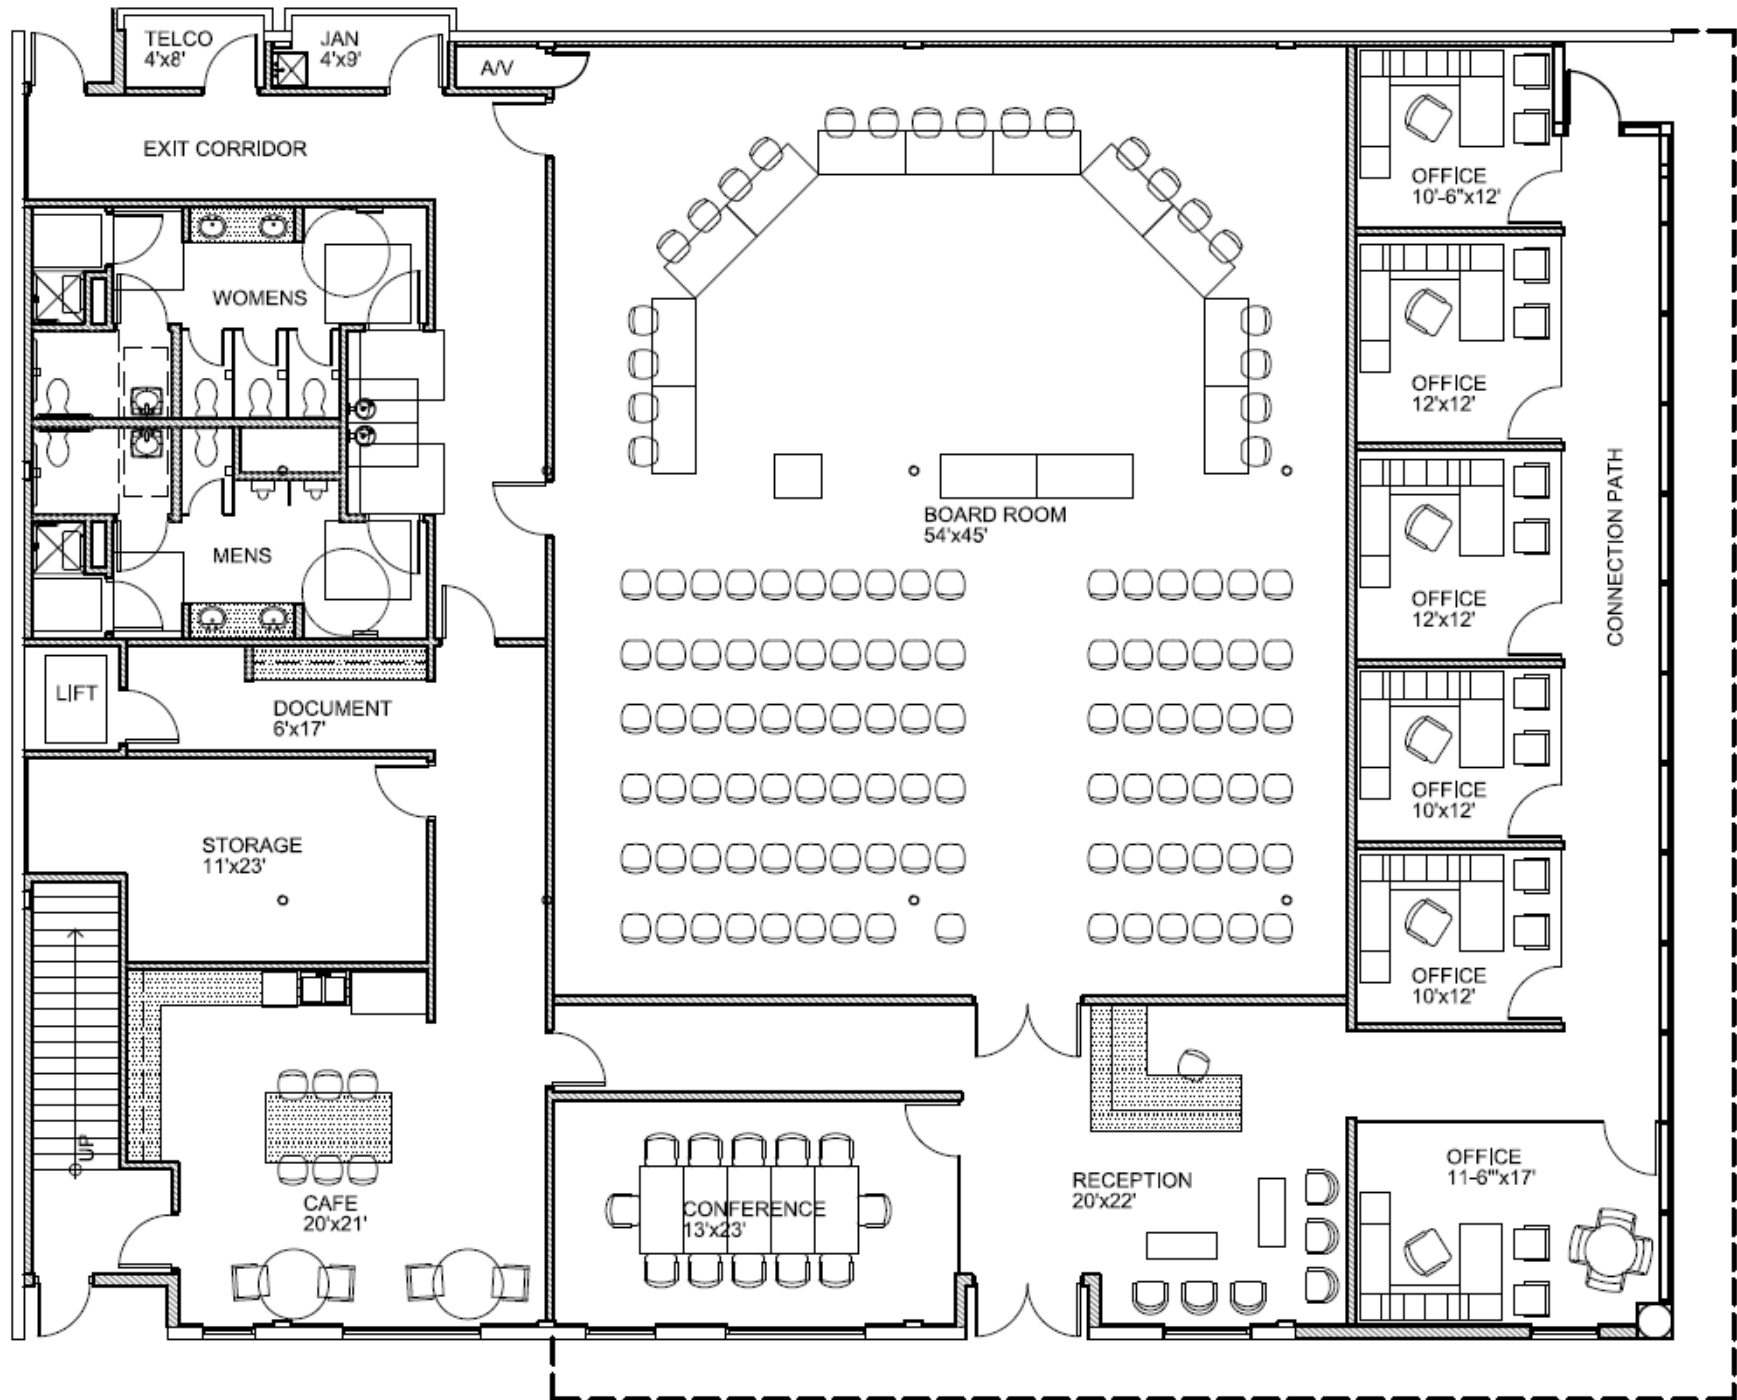 TELCO
4'x8'
JAN
4'x9'
A/V
EXIT CORRIDOR
OFFICE
10'-6"x12'
WOMENS
OFFICE
12'x12'
CONNECTION PATH
BOARD ROOM
54'x45'
MENS
OFFICE
12'x12'
LIFT
DOCUMENT
6'x17'
OFFICE
10'x12'
STORAGE
11'x23'
OFFICE
10'x12'
UP
CAFE
20'x21'
CONFERENCE
13'x23'
RECEPTION
20'x22'
OFFICE
11-6'"x17'